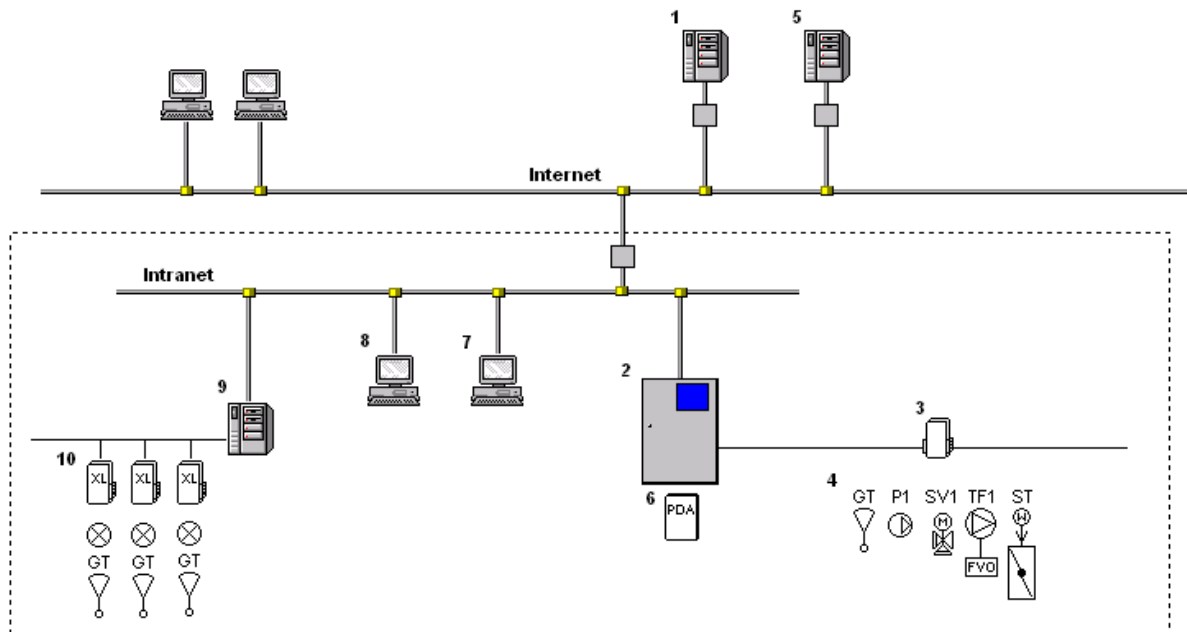 1
5
Internet
Intranet
8
7
2
9
3
10
XL XL XL
4
6
PDA
GT P1 SV1 TF1 ST
M
W
FVO
GT GT GT